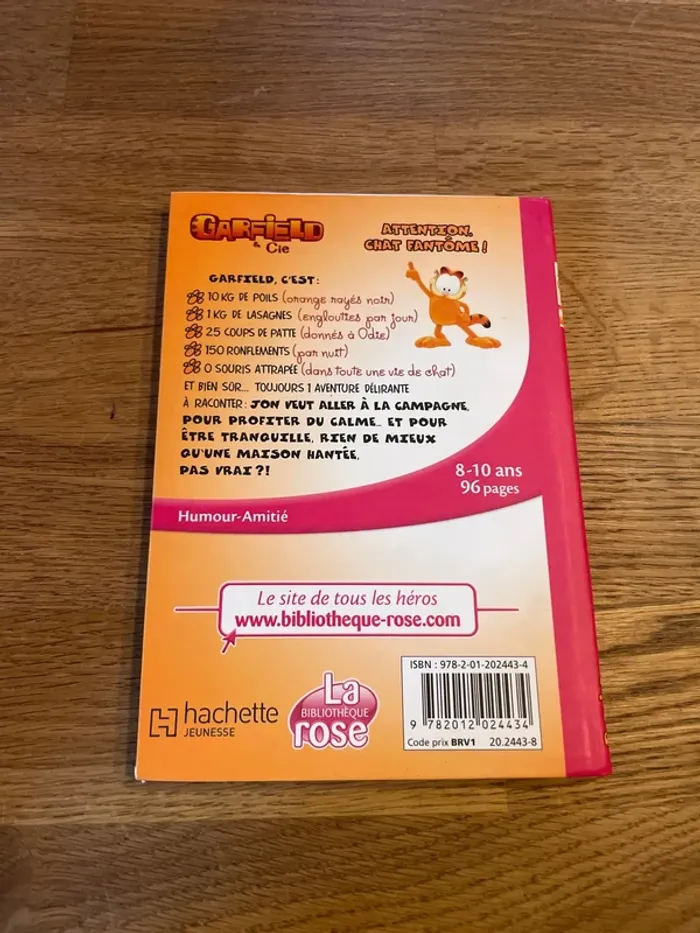 GARFIELD
& Cie
ATTENTION,
CHAT FANTÔME !
GARFIELD, C'EST :
10 KG DE POILS (orange rayés noir)
1 KG DE LASAGNES (englouties par jour)
25 COUPS DE PATTE (donnés à Odie)
150 RONFLEMENTS (par nuit)
0 SOURIS ATTRAPÉE (dans toute une vie de chat)
ET BIEN SÛR... TOUJOURS 1 AVENTURE DÉLIRANTE
À RACONTER : JON VEUT ALLER À LA CAMPAGNE,
POUR PROFITER DU CALME... ET POUR
ÊTRE TRANQUILLE, RIEN DE MIEUX
QU'UNE MAISON HANTÉE,
PAS VRAI ?!
8-10 ans
96 pages
Humour-Amitié
Le site de tous les héros
www.bibliotheque-rose.com
ISBN : 978-2-01-202443-4
9 782012 024434
Code prix BRV1 20.2443-8
hachette
JEUNESSE
La
BIBLIOTHÈQUE
rose